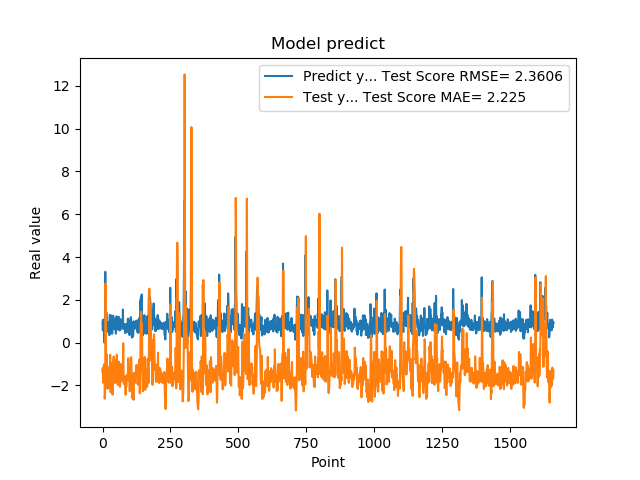 Model predict
Predict y... Test Score RMSE= 2.3606
Test y... Test Score MAE= 2.225
Real value
12
10
8
6
4
2
0
−2
0 250 500 750 1000 1250 1500
Point